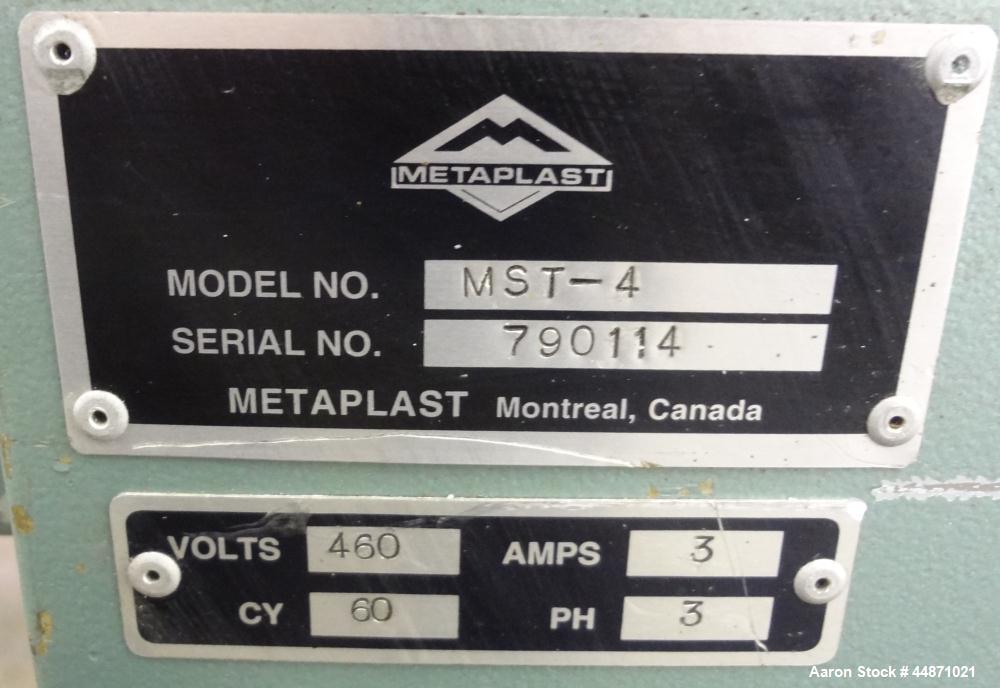 METAPLAST
MODEL NO. MST-4
SERIAL NO. 790114
METAPLAST Montreal, Canada
VOLTS 460 AMPS 3
CY 60 PH 3
Aaron Stock # 44871021